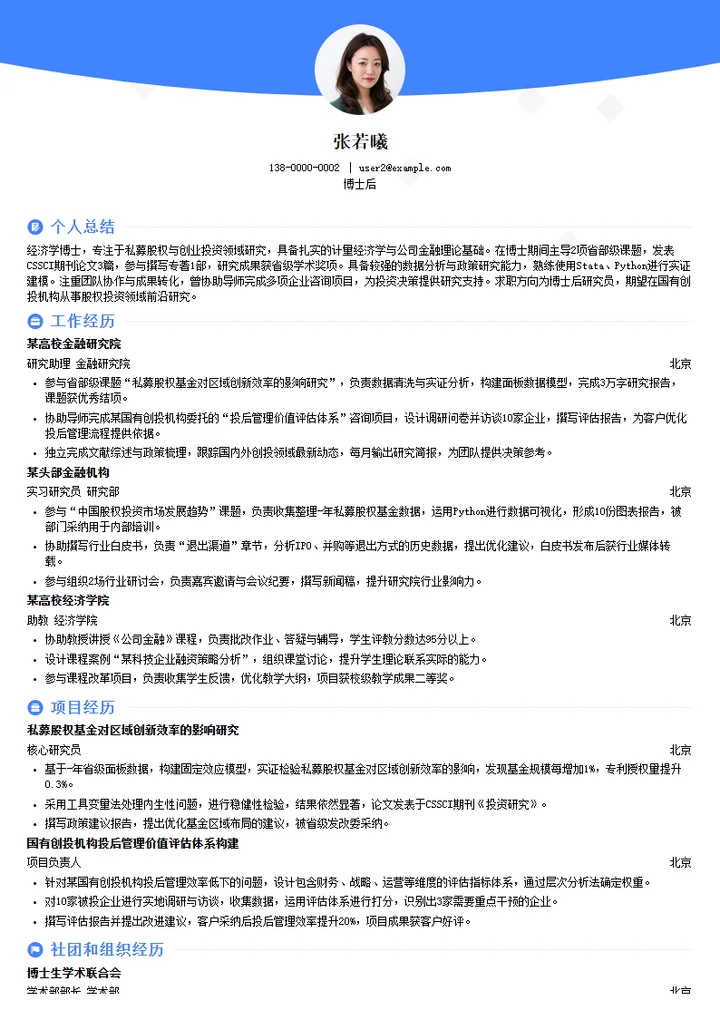 张若曦
138-0000-0002 | user2@example.com
博士后
个人总结
经济学博士，专注于私募股权与创业投资领域研究，具备扎实的计量经济学与公司金融理论基础。在博士期间主导2项省部级课题，发表
CSSCI期刊论文3篇，参与撰写专著1部，研究成果获省级学术奖项。具备较强的数据分析与政策研究能力，熟练使用Stata、Python进行实证
建模。注重团队协作与成果转化，曾协助导师完成多项企业咨询项目，为投资决策提供研究支持。求职方向为博士后研究员，期望在国有创
投机构从事股权投资领域前沿研究。
工作经历
某高校金融研究院
研究助理 金融研究院 北京
• 参与省部级课题“私募股权基金对区域创新效率的影响研究”，负责数据清洗与实证分析，构建面板数据模型，完成3万字研究报告，
课题获优秀结项。
• 协助导师完成某国有创投机构委托的“投后管理价值评估体系”咨询项目，设计调研问卷并访谈10家企业，撰写评估报告，为客户优化
投后管理流程提供依据。
• 独立完成文献综述与政策梳理，跟踪国内外创投领域最新动态，每月输出研究简报，为团队提供决策参考。
某头部金融机构
实习研究员 研究部 北京
• 参与“中国股权投资市场发展趋势”课题，负责收集整理-年私募股权基金数据，运用Python进行数据可视化，形成10份图表报告，被
部门采纳用于内部培训。
• 协助撰写行业白皮书，负责“退出渠道”章节，分析IPO、并购等退出方式的历史数据，提出优化建议，白皮书发布后获行业媒体转
载。
• 参与组织2场行业研讨会，负责嘉宾邀请与会议纪要，撰写新闻稿，提升研究院行业影响力。
某高校经济学院
助教 经济学院 北京
• 协助教授讲授《公司金融》课程，负责批改作业、答疑与辅导，学生评教分数达95分以上。
• 设计课程案例“某科技企业融资策略分析”，组织课堂讨论，提升学生理论联系实际的能力。
• 参与课程改革项目，负责收集学生反馈，优化教学大纲，项目获校级教学成果二等奖。
项目经历
私募股权基金对区域创新效率的影响研究
核心研究员 北京
• 基于-年省级面板数据，构建固定效应模型，实证检验私募股权基金对区域创新效率的影响，发现基金规模每增加1%，专利授权量提升
0.3%。
• 采用工具变量法处理内生性问题，进行稳健性检验，结果依然显著，论文发表于CSSCI期刊《投资研究》。
• 撰写政策建议报告，提出优化基金区域布局的建议，被省级发改委采纳。
国有创投机构投后管理价值评估体系构建
项目负责人 北京
• 针对某国有创投机构投后管理效率低下的问题，设计包含财务、战略、运营等维度的评估指标体系，通过层次分析法确定权重。
• 对10家被投企业进行实地调研与访谈，收集数据，运用评估体系进行打分，识别出3家需要重点干预的企业。
• 撰写评估报告并提出改进建议，客户采纳后投后管理效率提升20%，项目成果获客户好评。
社团和组织经历
博士生学术联合会
学术部部长 学术部 北京